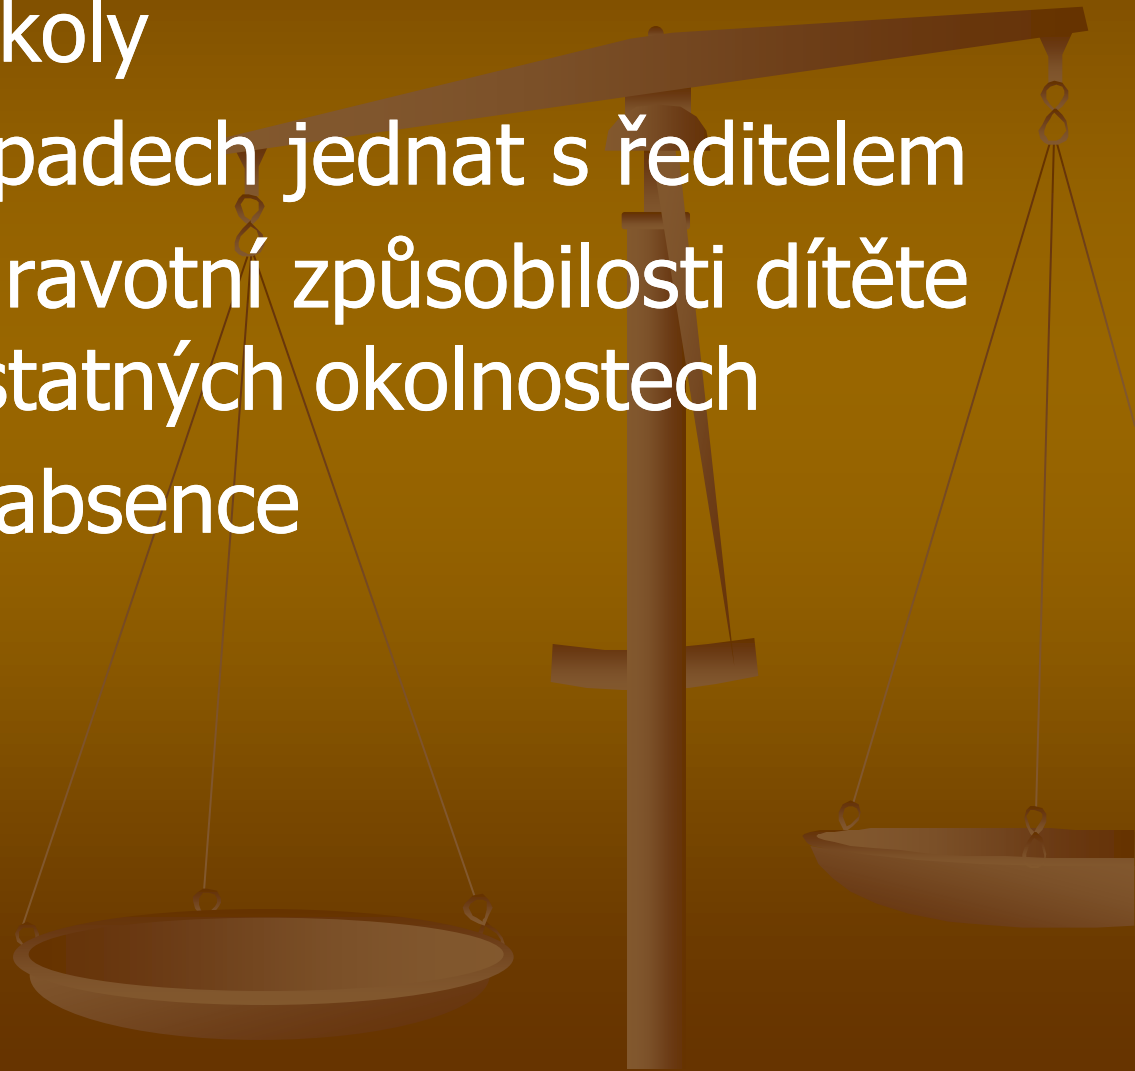 koly
padech jednat s ředitelem
ravotní způsobilosti dítěte
statných okolnostech
absence